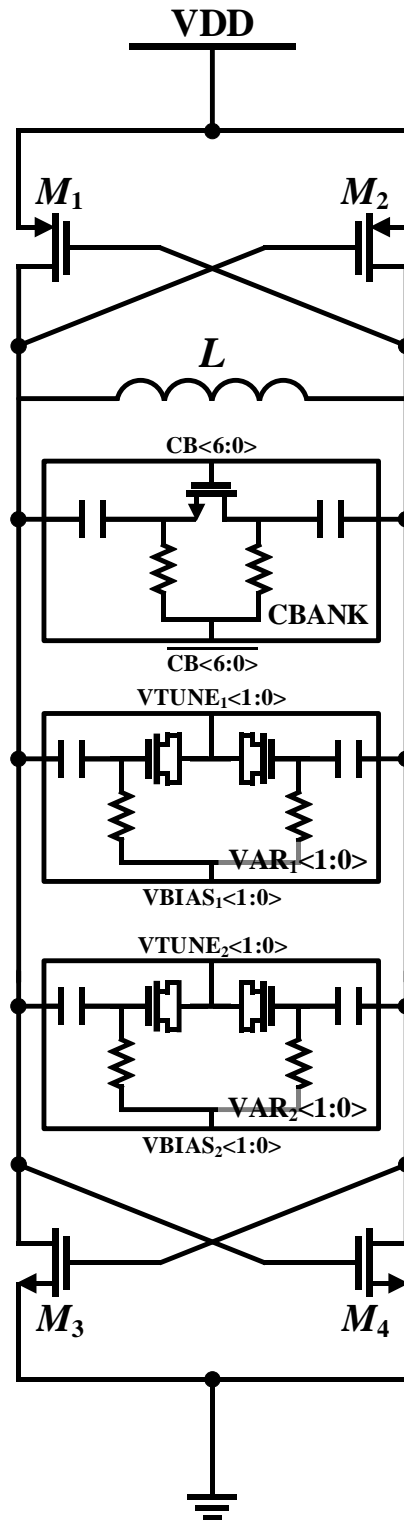 VDD
M1 M2
L
CB<6:0>
CBANK
CB<6:0>
VTUNE1<1:0>
VAR1<1:0>
VBIAS1<1:0>
VTUNE2<1:0>
VAR2<1:0>
VBIAS2<1:0>
M3 M4